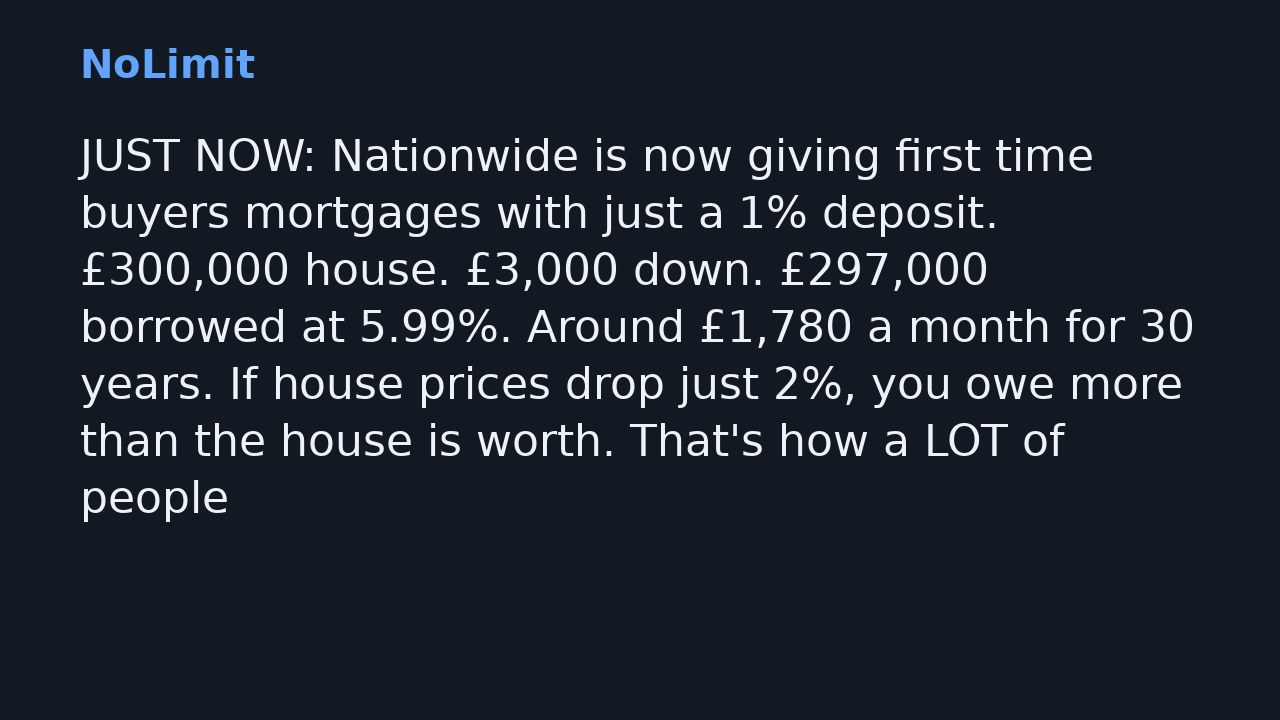 NoLimit
JUST NOW: Nationwide is now giving first time
buyers mortgages with just a 1% deposit.
£300,000 house. £3,000 down. £297,000
borrowed at 5.99%. Around £1,780 a month for 30
years. If house prices drop just 2%, you owe more
than the house is worth. That's how a LOT of
people